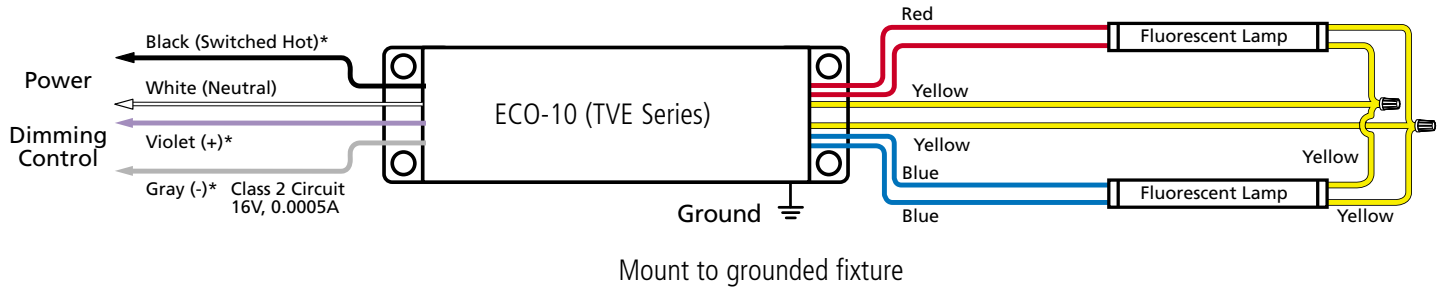 Red
Fluorescent Lamp
Black (Switched Hot)*
Power
White (Neutral)
Yellow
ECO-10 (TVE Series)
Dimming
Control
Violet (+)*
Yellow
Yellow
Blue
Gray (-)* Class 2 Circuit
16V, 0.0005A
Fluorescent Lamp
Ground
Blue
Yellow
Mount to grounded fixture